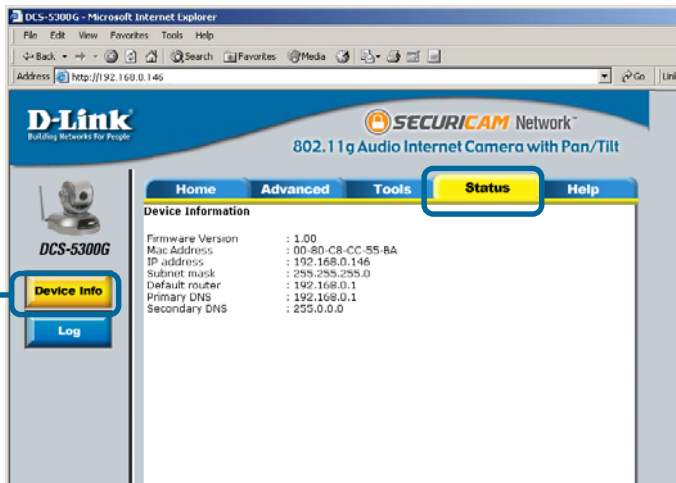 DCS-5300G - Microsoft Internet Explorer
File Edit View Favorites Tools Help
Back Search Favorites Media
Address http://192.168.0.146 Go Link
D-Link
Building Networks For People
SECURICAM Network™
802.11g Audio Internet Camera with Pan/Tilt
Home Advanced Tools Status Help
DCS-5300G
Device Info
Log
Device Information
Firmware Version : 1.00
Mac Address : 00-80-C8-CC-55-BA
IP address : 192.168.0.146
Subnet mask : 255.255.255.0
Default router : 192.168.0.1
Primary DNS : 192.168.0.1
Secondary DNS : 255.0.0.0